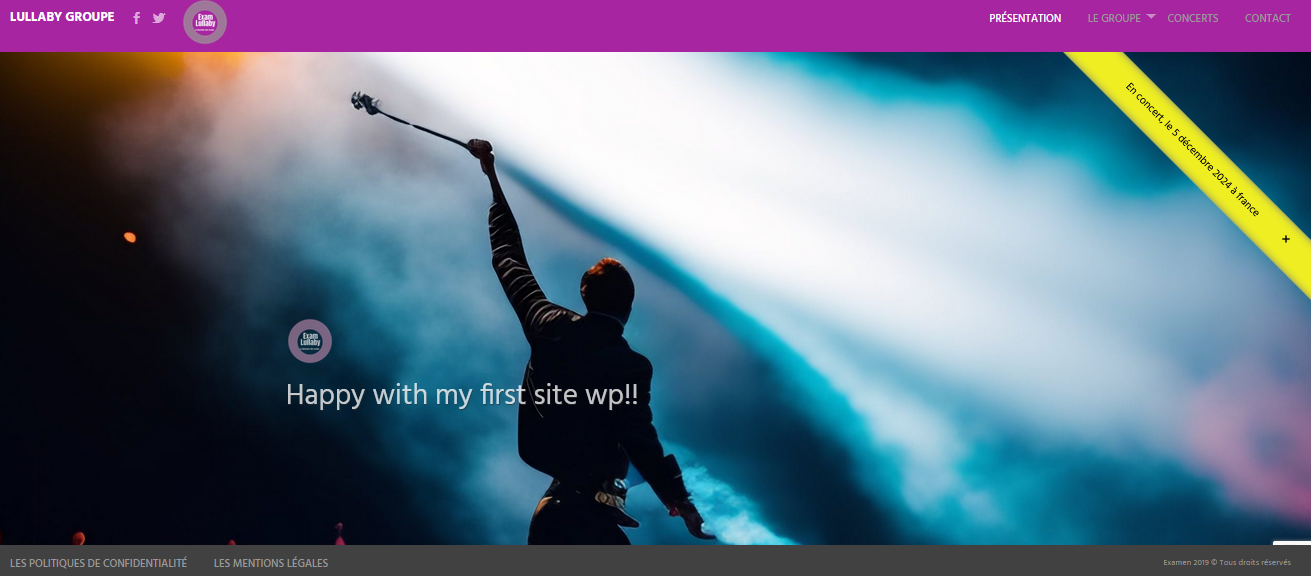 LULLABY GROUPE
Exam
Lullaby
PRÉSENTATION
LE GROUPE
CONCERTS
CONTACT
En concert, le 5 décembre 2024 à france
+
Exam
Lullaby
Happy with my first site wp!!
LES POLITIQUES DE CONFIDENTIALITÉ
LES MENTIONS LÉGALES
Examen 2019 © Tous droits réservés